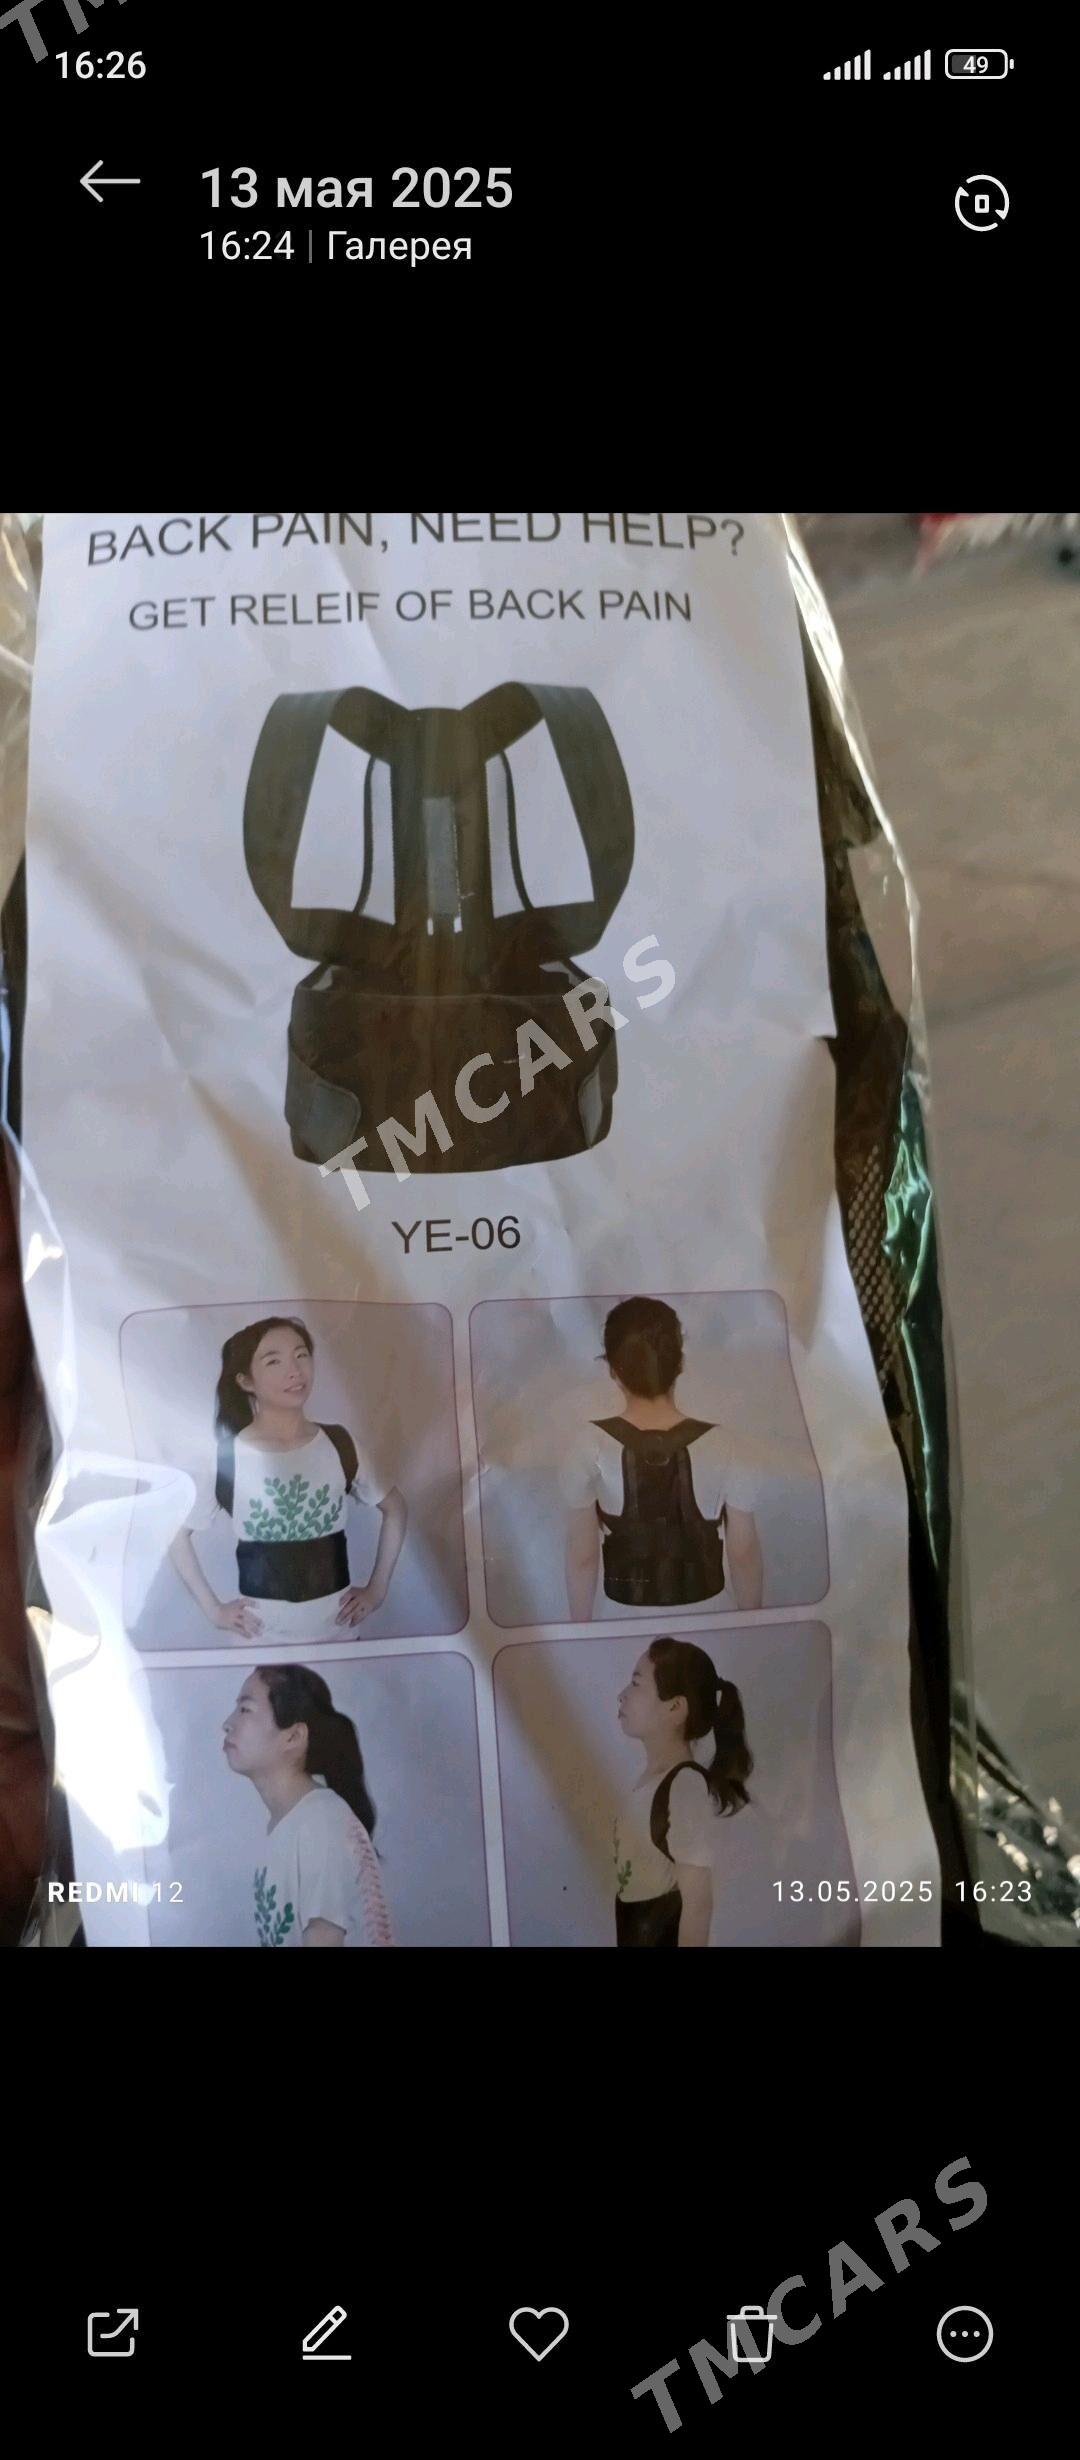 TM
16:26
49
13 мая 2025
16:24 | Галерея
BACK PAIN, NEED HELP?
GET RELEIF OF BACK PAIN
TMCARS
YE-06
REDMI 12
13.05.2025 16:23
TMCARS